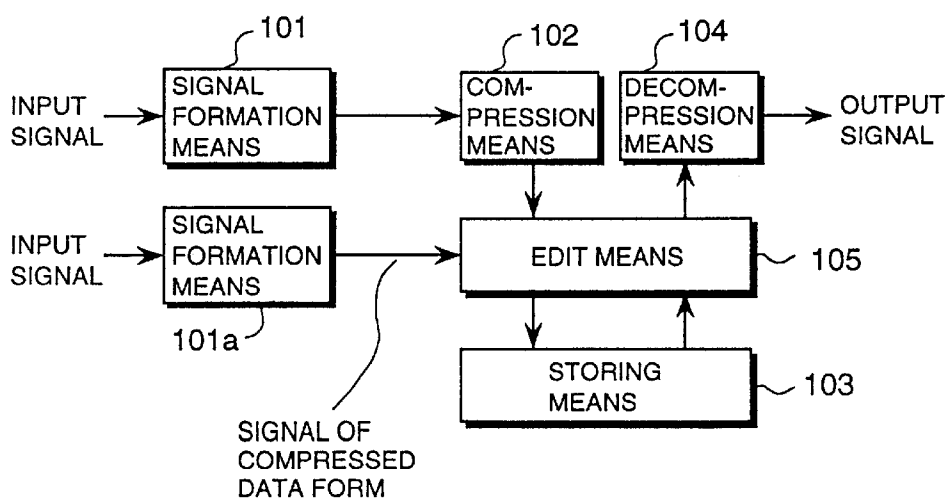 101
102
104
INPUT
SIGNAL
SIGNAL
FORMATION
MEANS
COM-
PRESSION
MEANS
DECOM-
PRESSION
MEANS
OUTPUT
SIGNAL
INPUT
SIGNAL
SIGNAL
FORMATION
MEANS
EDIT MEANS
105
101a
STORING
MEANS
103
SIGNAL OF
COMPRESSED
DATA FORM